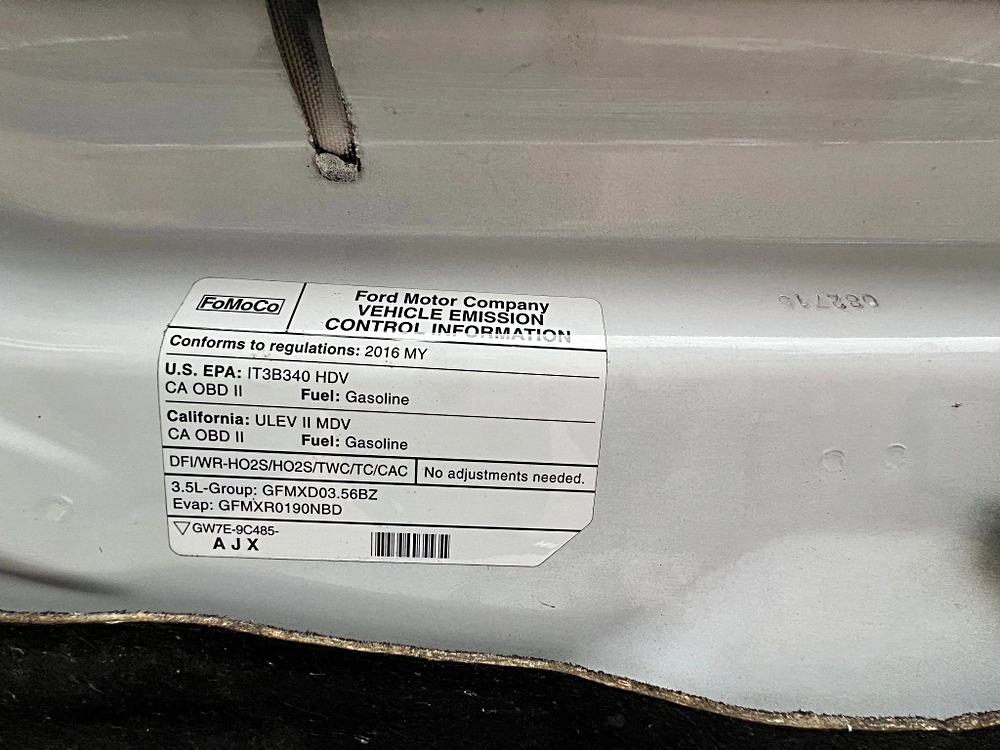 FoMoCo
Ford Motor Company
VEHICLE EMISSION
CONTROL INFORMATION
Conforms to regulations: 2016 MY
U.S. EPA: IT3B340 HDV
CA OBD II Fuel: Gasoline
California: ULEV II MDV
CA OBD II Fuel: Gasoline
DFI/WR-HO2S/HO2S/TWC/TC/CAC
No adjustments needed.
3.5L-Group: GFMXD03.56BZ
Evap: GFMXR0190NBD
GW7E-9C485-
AJX